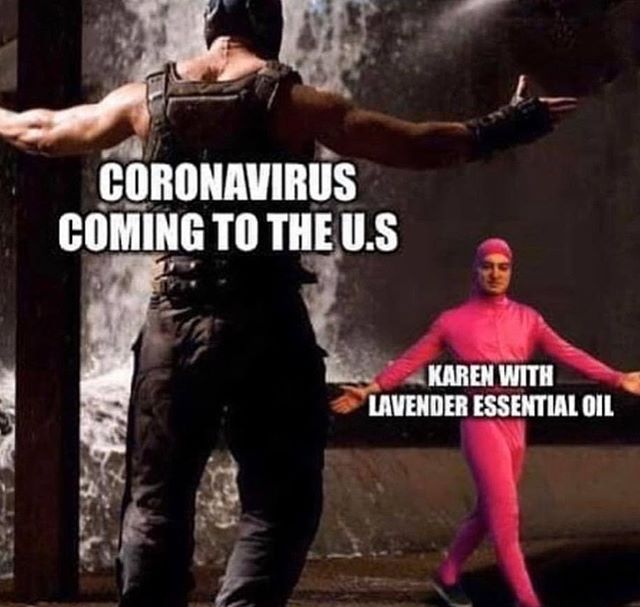 CORONAVIRUS
COMING TO THE U.S
KAREN WITH
LAVENDER ESSENTIAL OIL